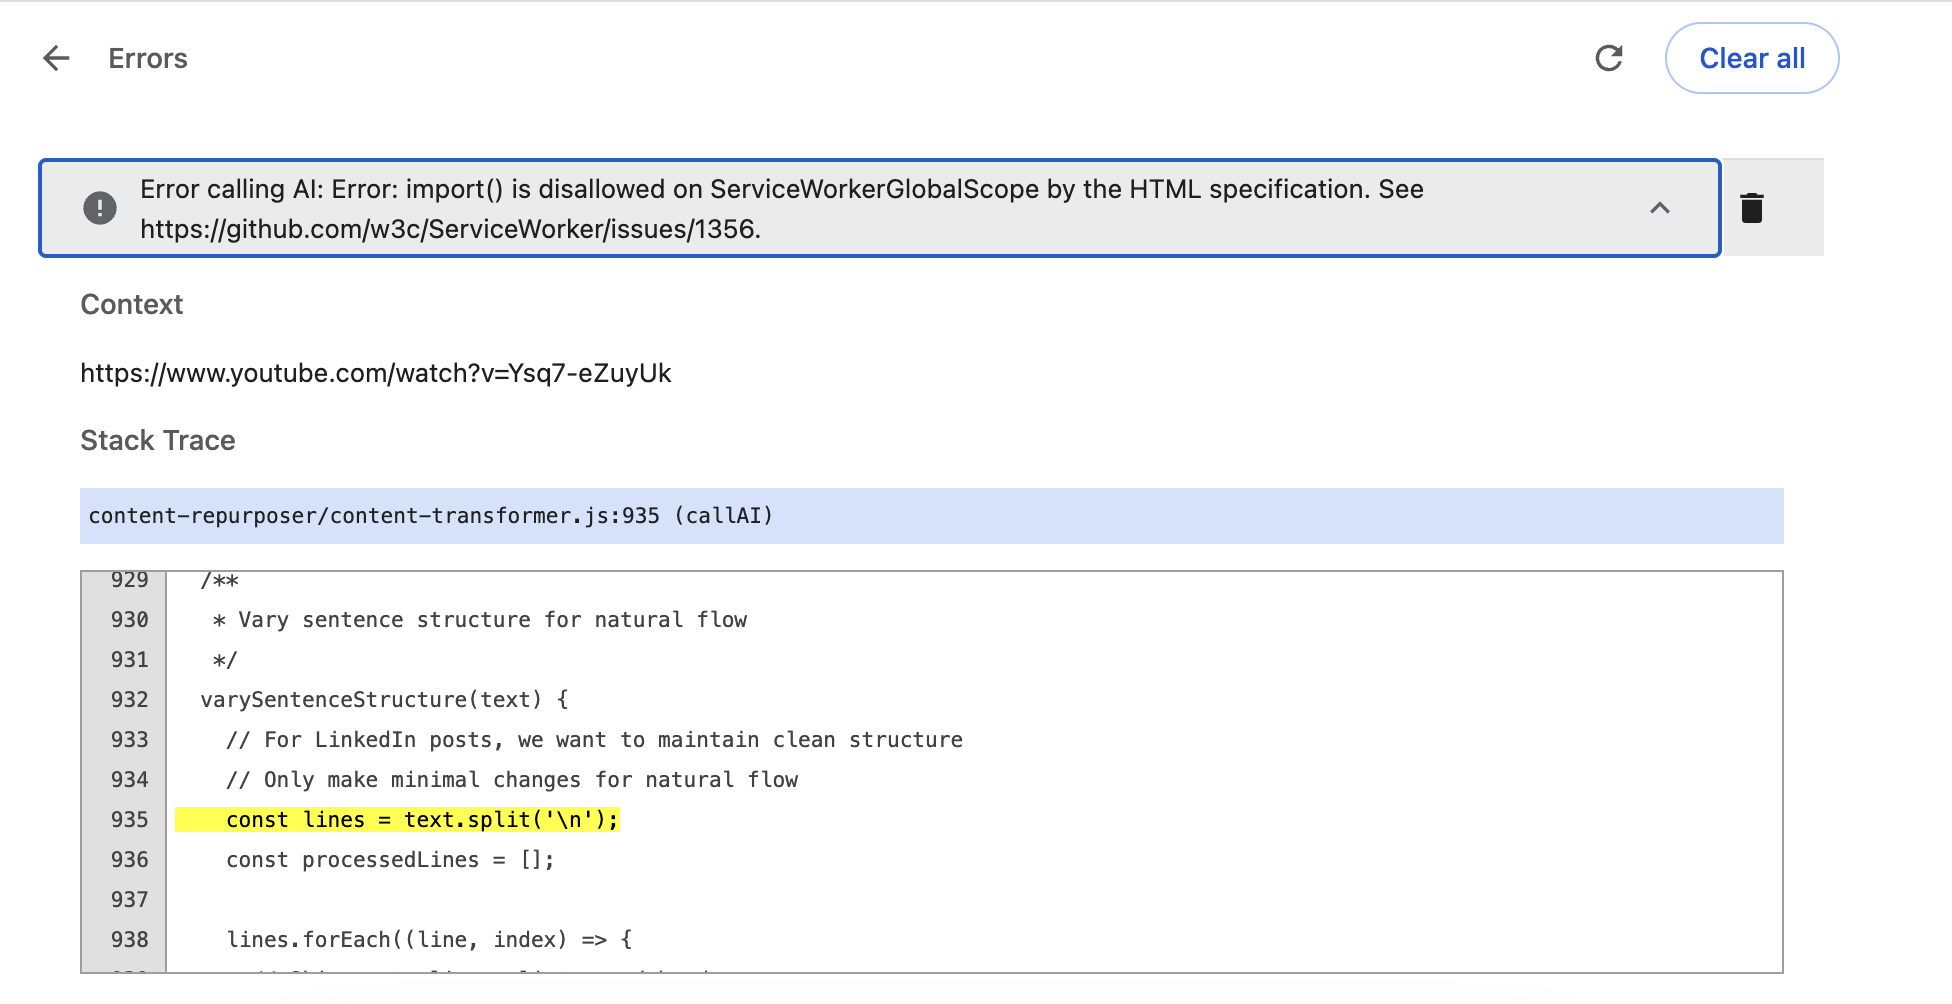 Errors
Clear all
Error calling AI: Error: import() is disallowed on ServiceWorkerGlobalScope by the HTML specification. See
https://github.com/w3c/ServiceWorker/issues/1356.
Context
https://www.youtube.com/watch?v=Ysq7-eZuyUk
Stack Trace
content-repurposer/content-transformer.js:935 (callAI)
929 /**
930 * Vary sentence structure for natural flow
931 */
932 varySentenceStructure(text) {
933 // For LinkedIn posts, we want to maintain clean structure
934 // Only make minimal changes for natural flow
935 const lines = text.split('\n');
936 const processedLines = [];
937
938 lines.forEach((line, index) => {